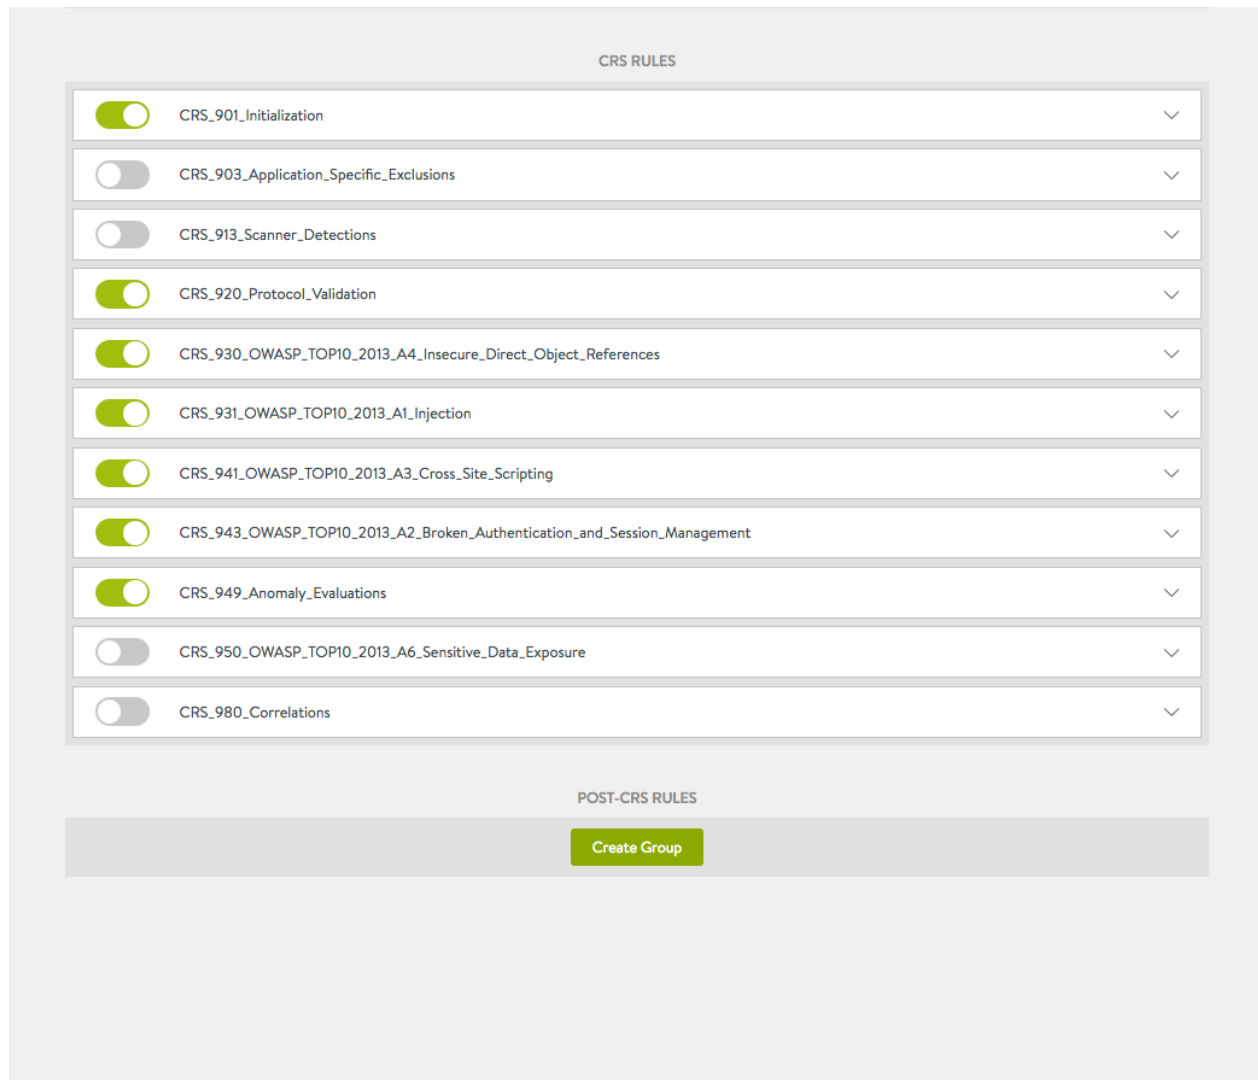 CRS RULES
CRS_901_Initialization
CRS_903_Application_Specific_Exclusions
CRS_913_Scanner_Detections
CRS_920_Protocol_Validation
CRS_930_OWASP_TOP10_2013_A4_Insecure_Direct_Object_References
CRS_931_OWASP_TOP10_2013_A1_Injection
CRS_941_OWASP_TOP10_2013_A3_Cross_Site_Scripting
CRS_943_OWASP_TOP10_2013_A2_Broken_Authentication_and_Session_Management
CRS_949_Anomaly_Evaluations
CRS_950_OWASP_TOP10_2013_A6_Sensitive_Data_Exposure
CRS_980_Correlations
POST-CRS RULES
Create Group